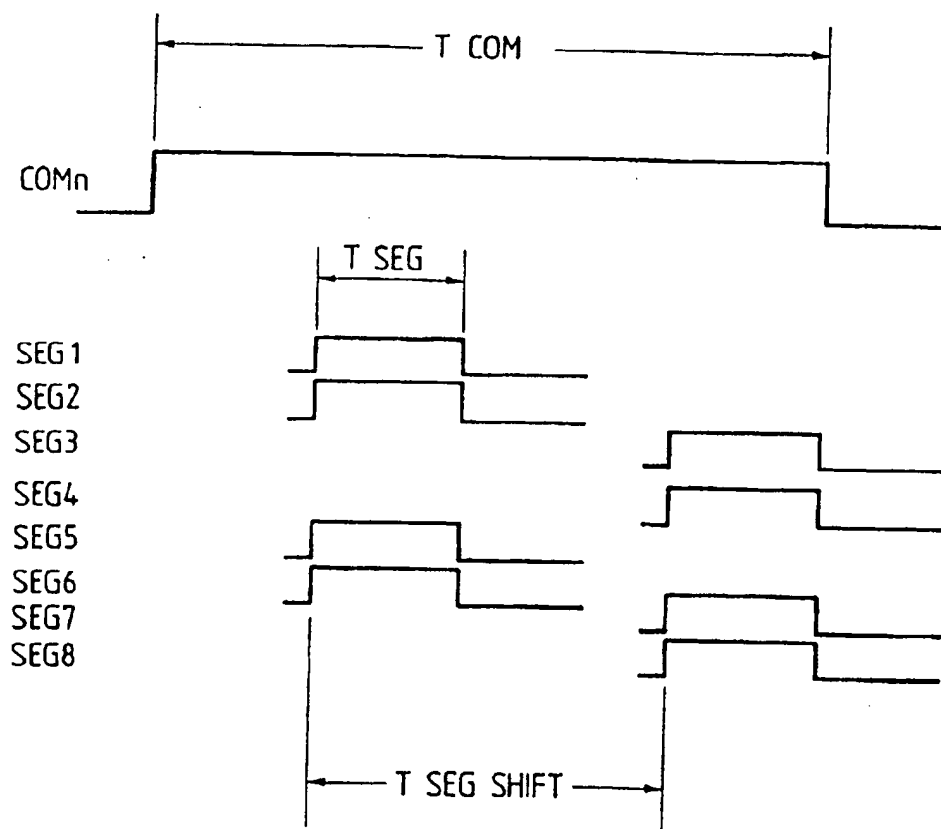 T COM
COMn
T SEG
SEG1
SEG2
SEG3
SEG4
SEG5
SEG6
SEG7
SEG8
T SEG SHIFT